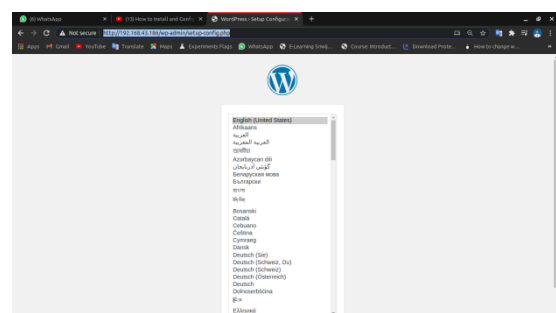 (6) WhatsApp
(13) How to Install and Config
WordPress › Setup Configura
Not secure
http://192.168.43.186/wp-admin/setup-config.php
Apps
Gmail
YouTube
Translate
Maps
Experiments Flags
WhatsApp
E-Learning Sriwij...
Course: Introduct...
Download Prote...
How to change w...
English (United States)
Afrikaans
العربية
العربية المغربية
অসমীয়া
Azərbaycan dili
گؤنئی آذربایجان
Беларуская мова
Български
বাংলা
བོད་ཡིག
Bosanski
Català
Cebuano
Čeština
Cymraeg
Dansk
Deutsch (Sie)
Deutsch (Schweiz, Du)
Deutsch (Schweiz)
Deutsch (Österreich)
Deutsch
Dolnoserbšćina
Ελληνικά